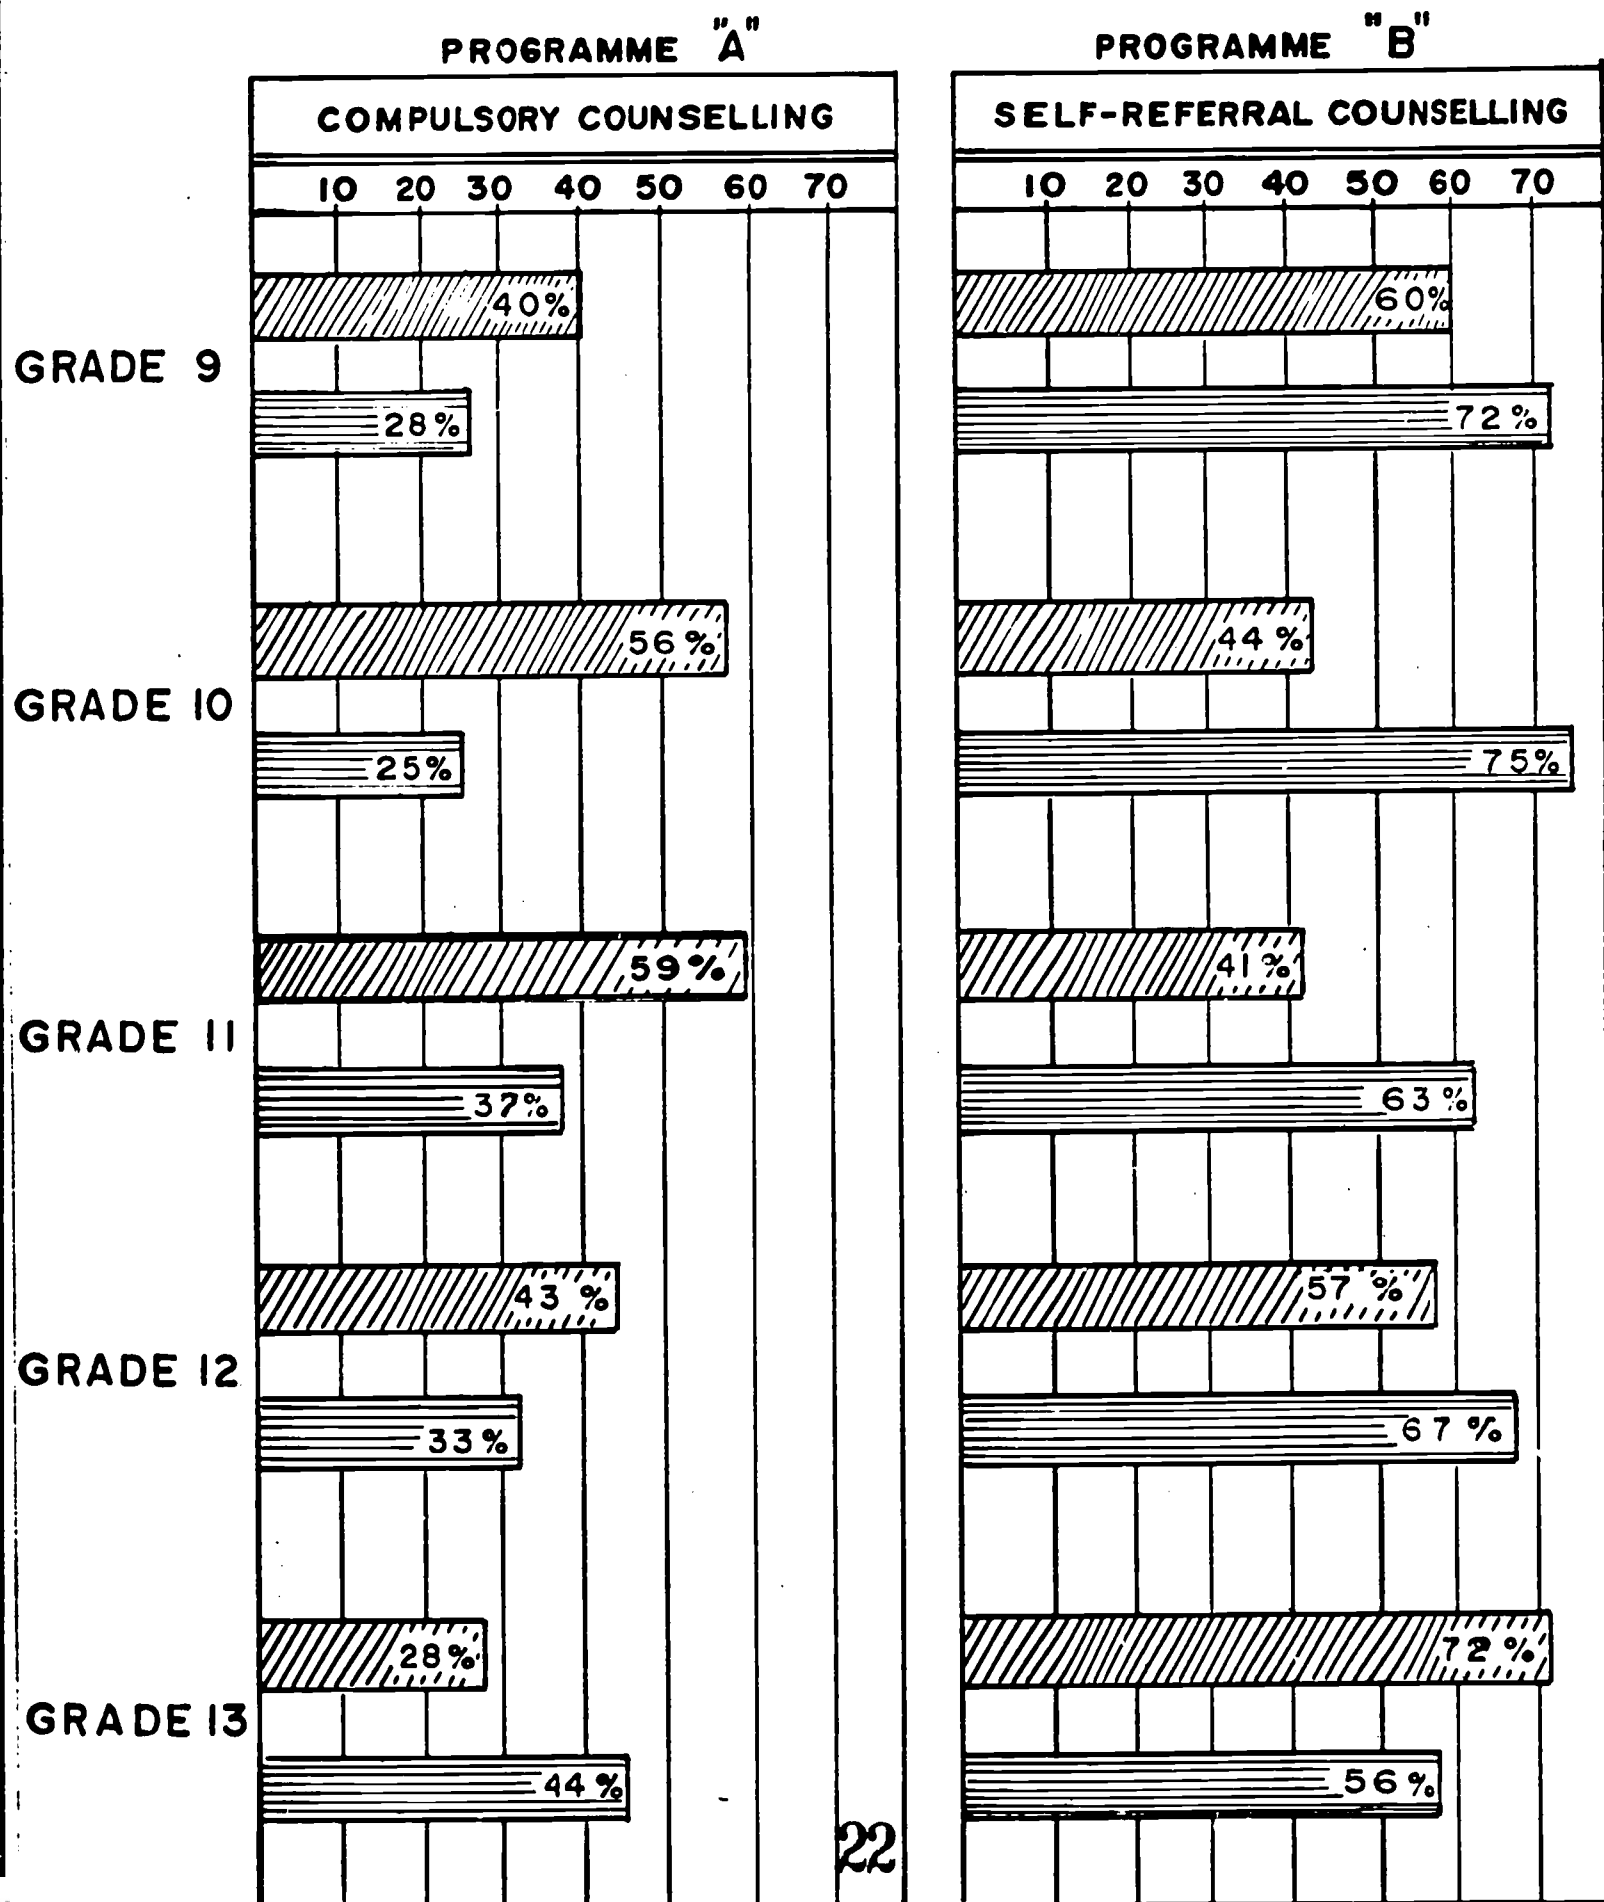 PROGRAMME "A"
PROGRAMME "B"
COMPULSORY COUNSELLING
SELF-REFERRAL COUNSELLING
10 20 30 40 50 60 70
10 20 30 40 50 60 70
40%
60%
GRADE 9
28%
72%
56%
44%
GRADE 10
25%
75%
59%
41%
GRADE 11
37%
63%
43%
57%
GRADE 12
33%
67%
28%
72%
GRADE 13
44%
56%
22